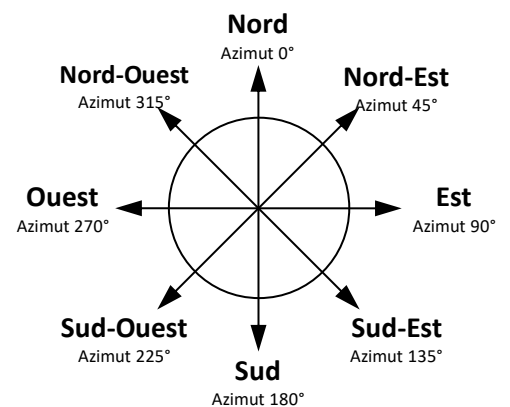 Nord
Azimut 0°
Nord-Ouest
Azimut 315°
Nord-Est
Azimut 45°
Ouest
Azimut 270°
Est
Azimut 90°
Sud-Ouest
Azimut 225°
Sud-Est
Azimut 135°
Sud
Azimut 180°